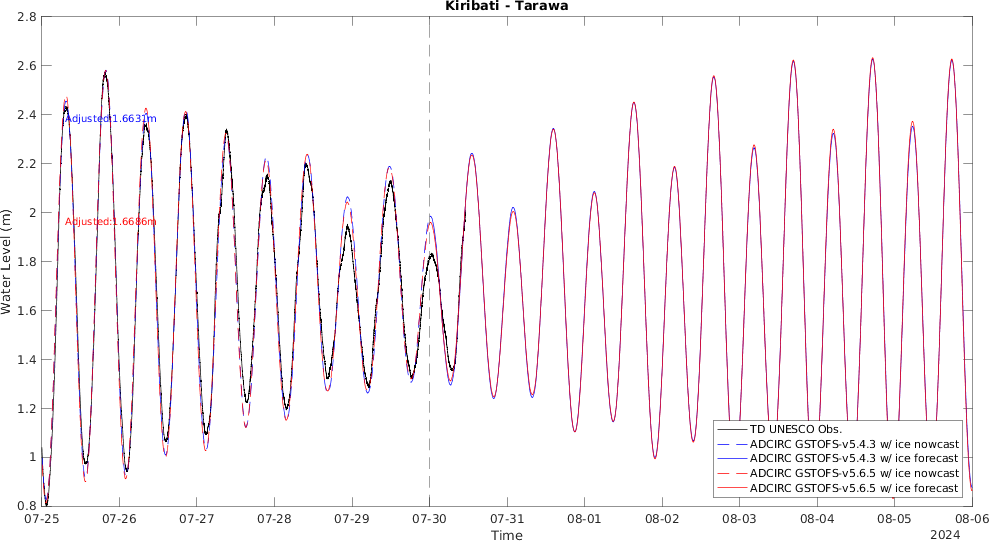 Kiribati - Tarawa
2.8
2.6
2.4
2.2
2
1.8
1.6
1.4
1.2
1
0.8
Water Level (m)
Adjusted:1.6631m
Adjusted:1.6686m
TD UNESCO Obs.
ADCIRC GSTOFS-v5.4.3 w/ ice nowcast
ADCIRC GSTOFS-v5.4.3 w/ ice forecast
ADCIRC GSTOFS-v5.6.5 w/ ice nowcast
ADCIRC GSTOFS-v5.6.5 w/ ice forecast
07-25 07-26 07-27 07-28 07-29 07-30 07-31 08-01 08-02 08-03 08-04 08-05 08-06
Time
2024